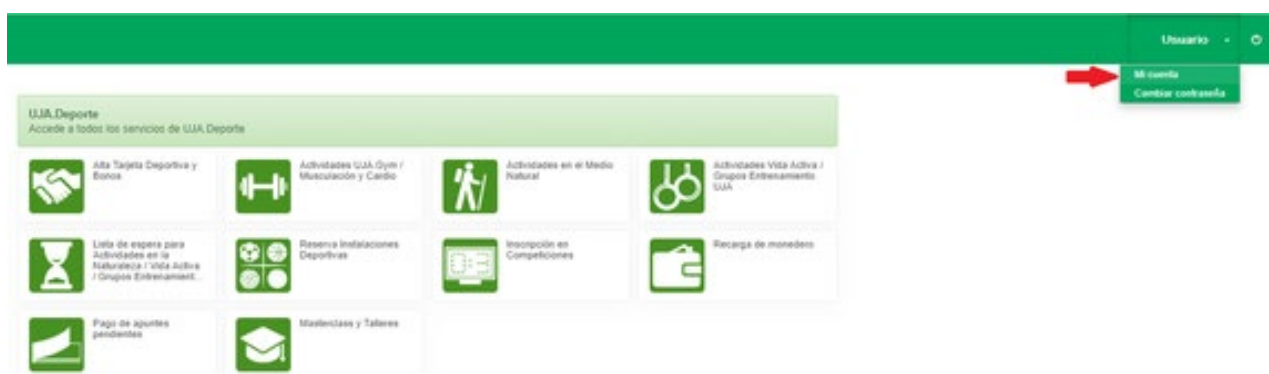 Usuario
Mi cuenta
Cambiar contraseña
UJA.Deporte
Accede a todos los servicios de UJA.Deporte
Alta Tarjeta Deportiva y
Bonos
Actividades UJA.Gym /
Musculación y Cardio
Actividades en el Medio
Natural
Actividades Vida Activa /
Grupos Entrenamiento
UJA
Lista de espera para
Actividades en la
Naturaleza / Vida Activa
/ Grupos Entrenamient...
Reserva Instalaciones
Deportivas
Inscripción en
Competiciones
Recarga de monedero
Pago de apuntes
pendientes
Masterclass y Talleres